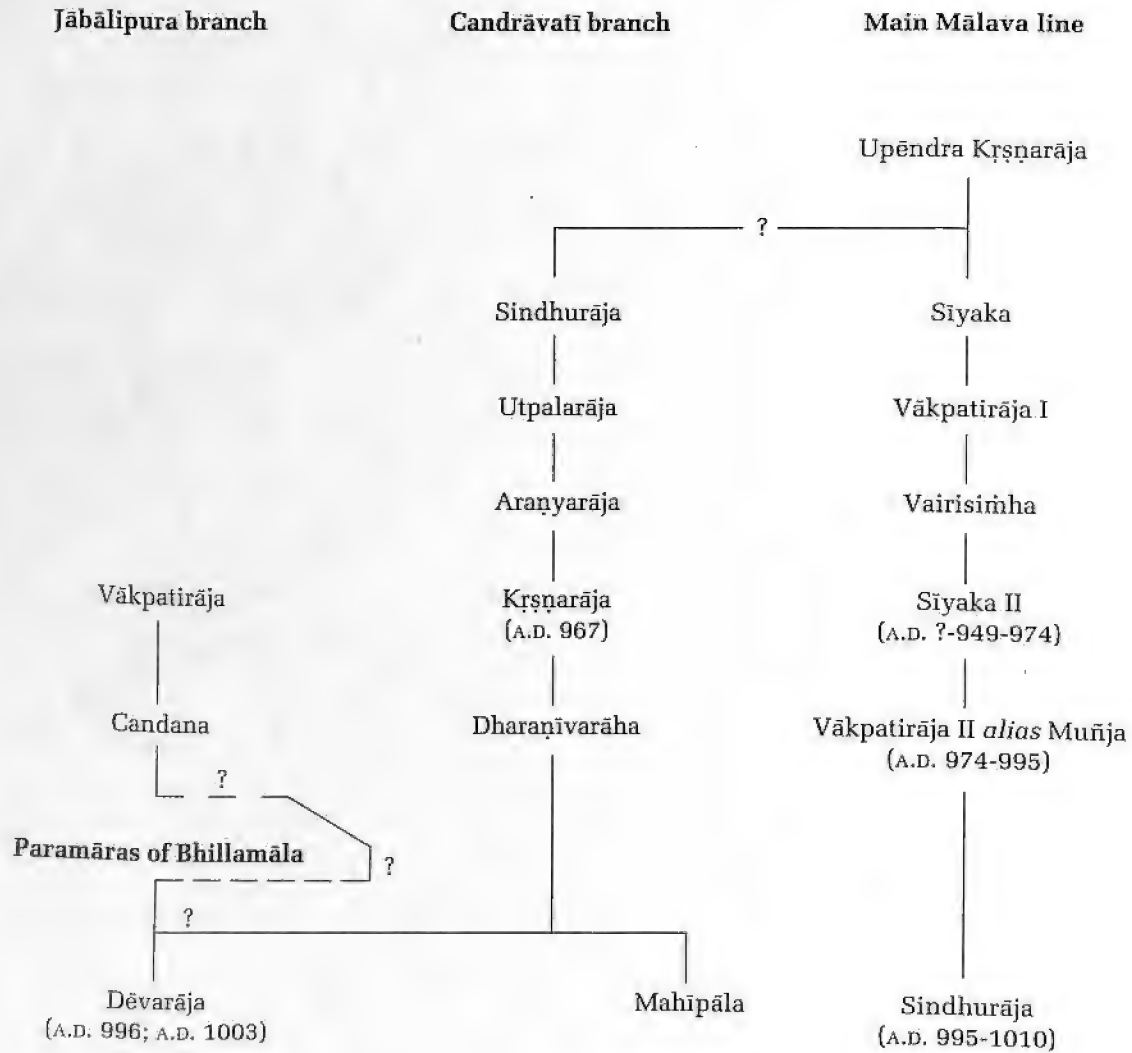 Jābālipura branch
Candrāvatī branch
Main Mālava line
Upēndra Kṛṣṇarāja
?
Sindhurāja
Sīyaka
Utpalarāja
Vākpatirāja I
Araṇyarāja
Vairisiṁha
Vākpatirāja
Kṛṣṇarāja
(A.D. 967)
Sīyaka II
(A.D. ?-949-974)
Candana
Dharaṇīvarāha
Vākpatirāja II alias Muñja
(A.D. 974-995)
?
Paramāras of Bhillamāla
?
?
Dēvarāja
(A.D. 996; A.D. 1003)
Mahīpāla
Sindhurāja
(A.D. 995-1010)